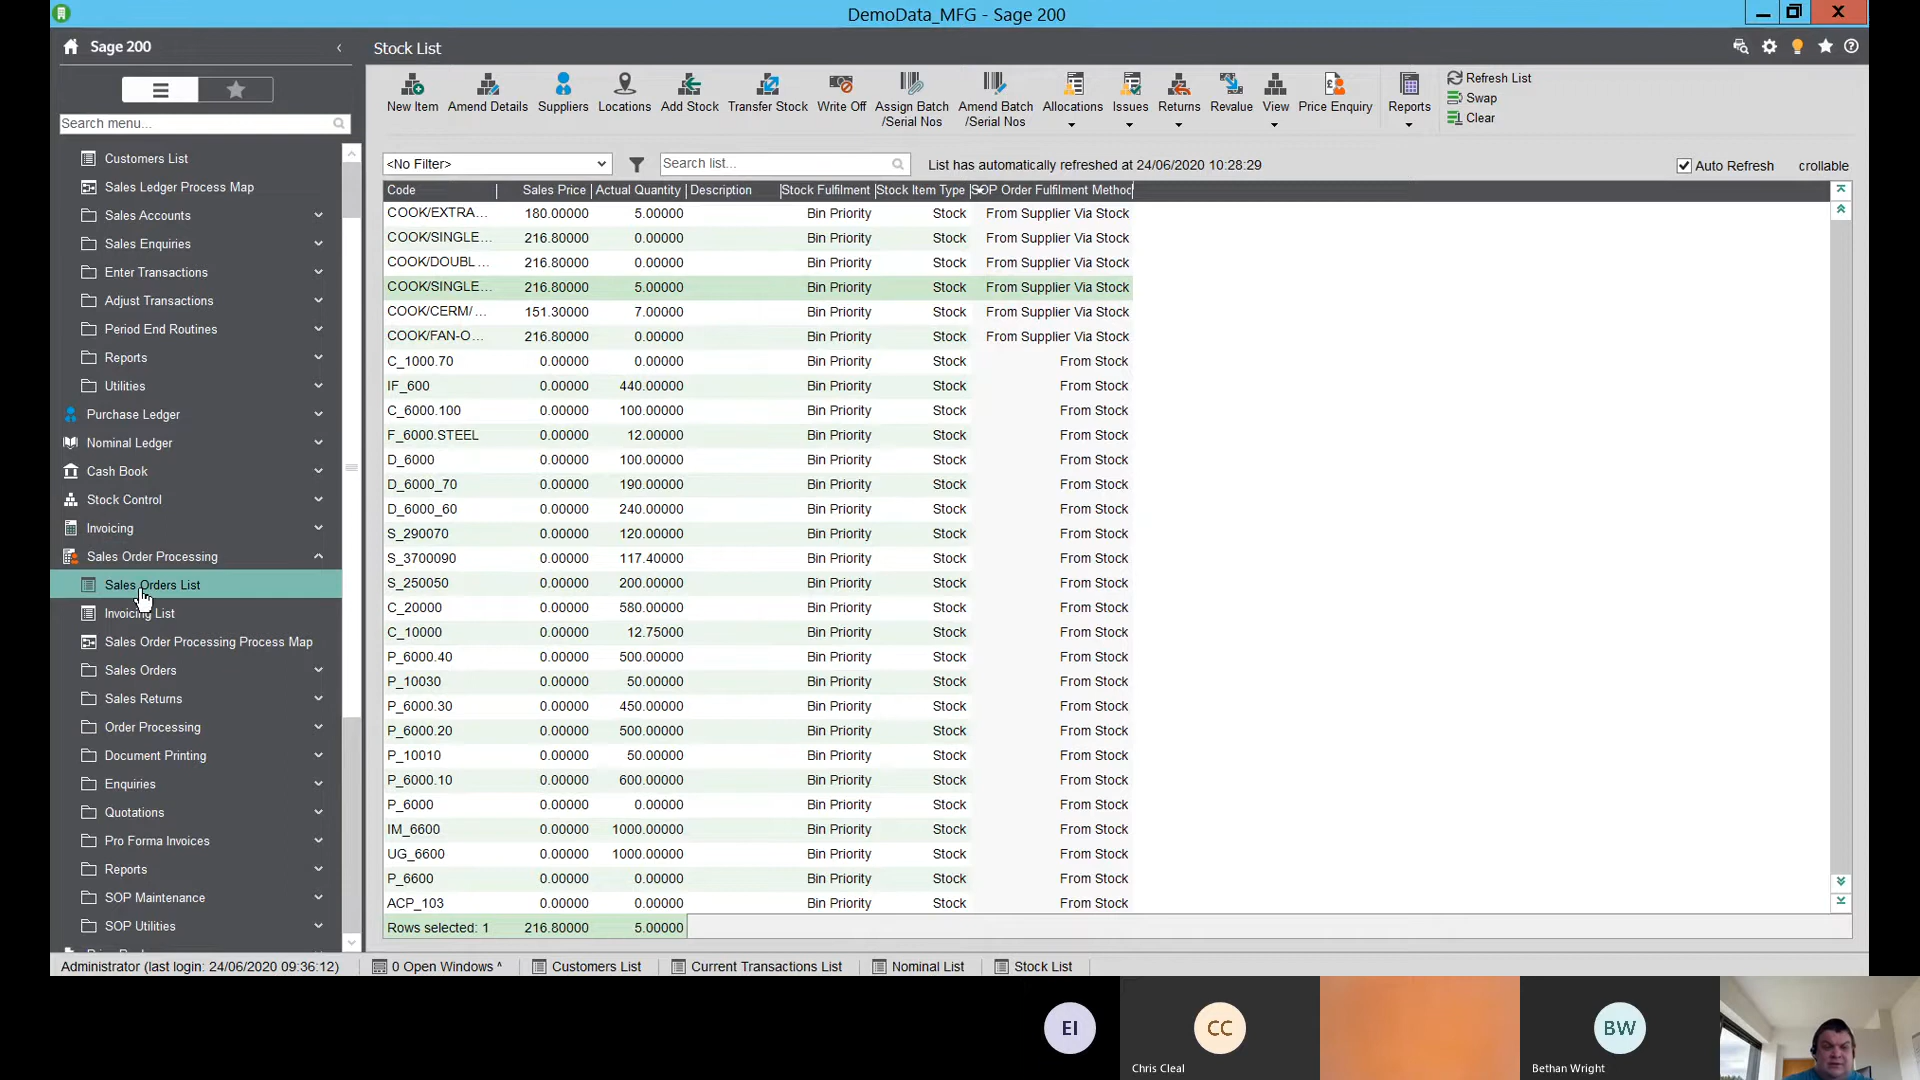 DemoData_MFG - Sage 200
Sage 200
Stock List
New Item
Amend Details
Suppliers
Locations
Add Stock
Transfer Stock
Write Off
Assign Batch
/Serial Nos
Amend Batch
/Serial Nos
Allocations
Issues
Returns
Revalue
View
Price Enquiry
Reports
Refresh List
Swap
Clear
Search menu...
<No Filter>
Search list...
List has automatically refreshed at 24/06/2020 10:28:29
Auto Refresh
crollable
Customers List
Sales Ledger Process Map
Sales Accounts
Sales Enquiries
Enter Transactions
Adjust Transactions
Period End Routines
Reports
Utilities
Purchase Ledger
Nominal Ledger
Cash Book
Stock Control
Invoicing
Sales Order Processing
Sales Orders List
Invoicing List
Sales Order Processing Process Map
Sales Orders
Sales Returns
Order Processing
Document Printing
Enquiries
Quotations
Pro Forma Invoices
Reports
SOP Maintenance
SOP Utilities
Code Sales Price Actual Quantity Description Stock Fulfilment Stock Item Type SOP Order Fulfilment Method
COOK/EXTRA... 180.00000 5.00000 Bin Priority Stock From Supplier Via Stock
COOK/SINGLE... 216.80000 0.00000 Bin Priority Stock From Supplier Via Stock
COOK/DOUBL... 216.80000 0.00000 Bin Priority Stock From Supplier Via Stock
COOK/SINGLE... 216.80000 5.00000 Bin Priority Stock From Supplier Via Stock
COOK/CERM/... 151.30000 7.00000 Bin Priority Stock From Supplier Via Stock
COOK/FAN-O... 216.80000 0.00000 Bin Priority Stock From Supplier Via Stock
C_1000.70 0.00000 0.00000 Bin Priority Stock From Stock
IF_600 0.00000 440.00000 Bin Priority Stock From Stock
C_6000.100 0.00000 100.00000 Bin Priority Stock From Stock
F_6000.STEEL 0.00000 12.00000 Bin Priority Stock From Stock
D_6000 0.00000 100.00000 Bin Priority Stock From Stock
D_6000_70 0.00000 190.00000 Bin Priority Stock From Stock
D_6000_60 0.00000 240.00000 Bin Priority Stock From Stock
S_290070 0.00000 120.00000 Bin Priority Stock From Stock
S_3700090 0.00000 117.40000 Bin Priority Stock From Stock
S_250050 0.00000 200.00000 Bin Priority Stock From Stock
C_20000 0.00000 580.00000 Bin Priority Stock From Stock
C_10000 0.00000 12.75000 Bin Priority Stock From Stock
P_6000.40 0.00000 500.00000 Bin Priority Stock From Stock
P_10030 0.00000 50.00000 Bin Priority Stock From Stock
P_6000.30 0.00000 450.00000 Bin Priority Stock From Stock
P_6000.20 0.00000 500.00000 Bin Priority Stock From Stock
P_10010 0.00000 50.00000 Bin Priority Stock From Stock
P_6000.10 0.00000 600.00000 Bin Priority Stock From Stock
P_6000 0.00000 0.00000 Bin Priority Stock From Stock
IM_6600 0.00000 1000.00000 Bin Priority Stock From Stock
UG_6600 0.00000 1000.00000 Bin Priority Stock From Stock
P_6600 0.00000 0.00000 Bin Priority Stock From Stock
ACP_103 0.00000 0.00000 Bin Priority Stock From Stock
Rows selected: 1 216.80000 5.00000
Administrator (last login: 24/06/2020 09:36:12)
0 Open Windows ^
Customers List
Current Transactions List
Nominal List
Stock List
EI
CC
BW
Chris Cleal
Bethan Wright